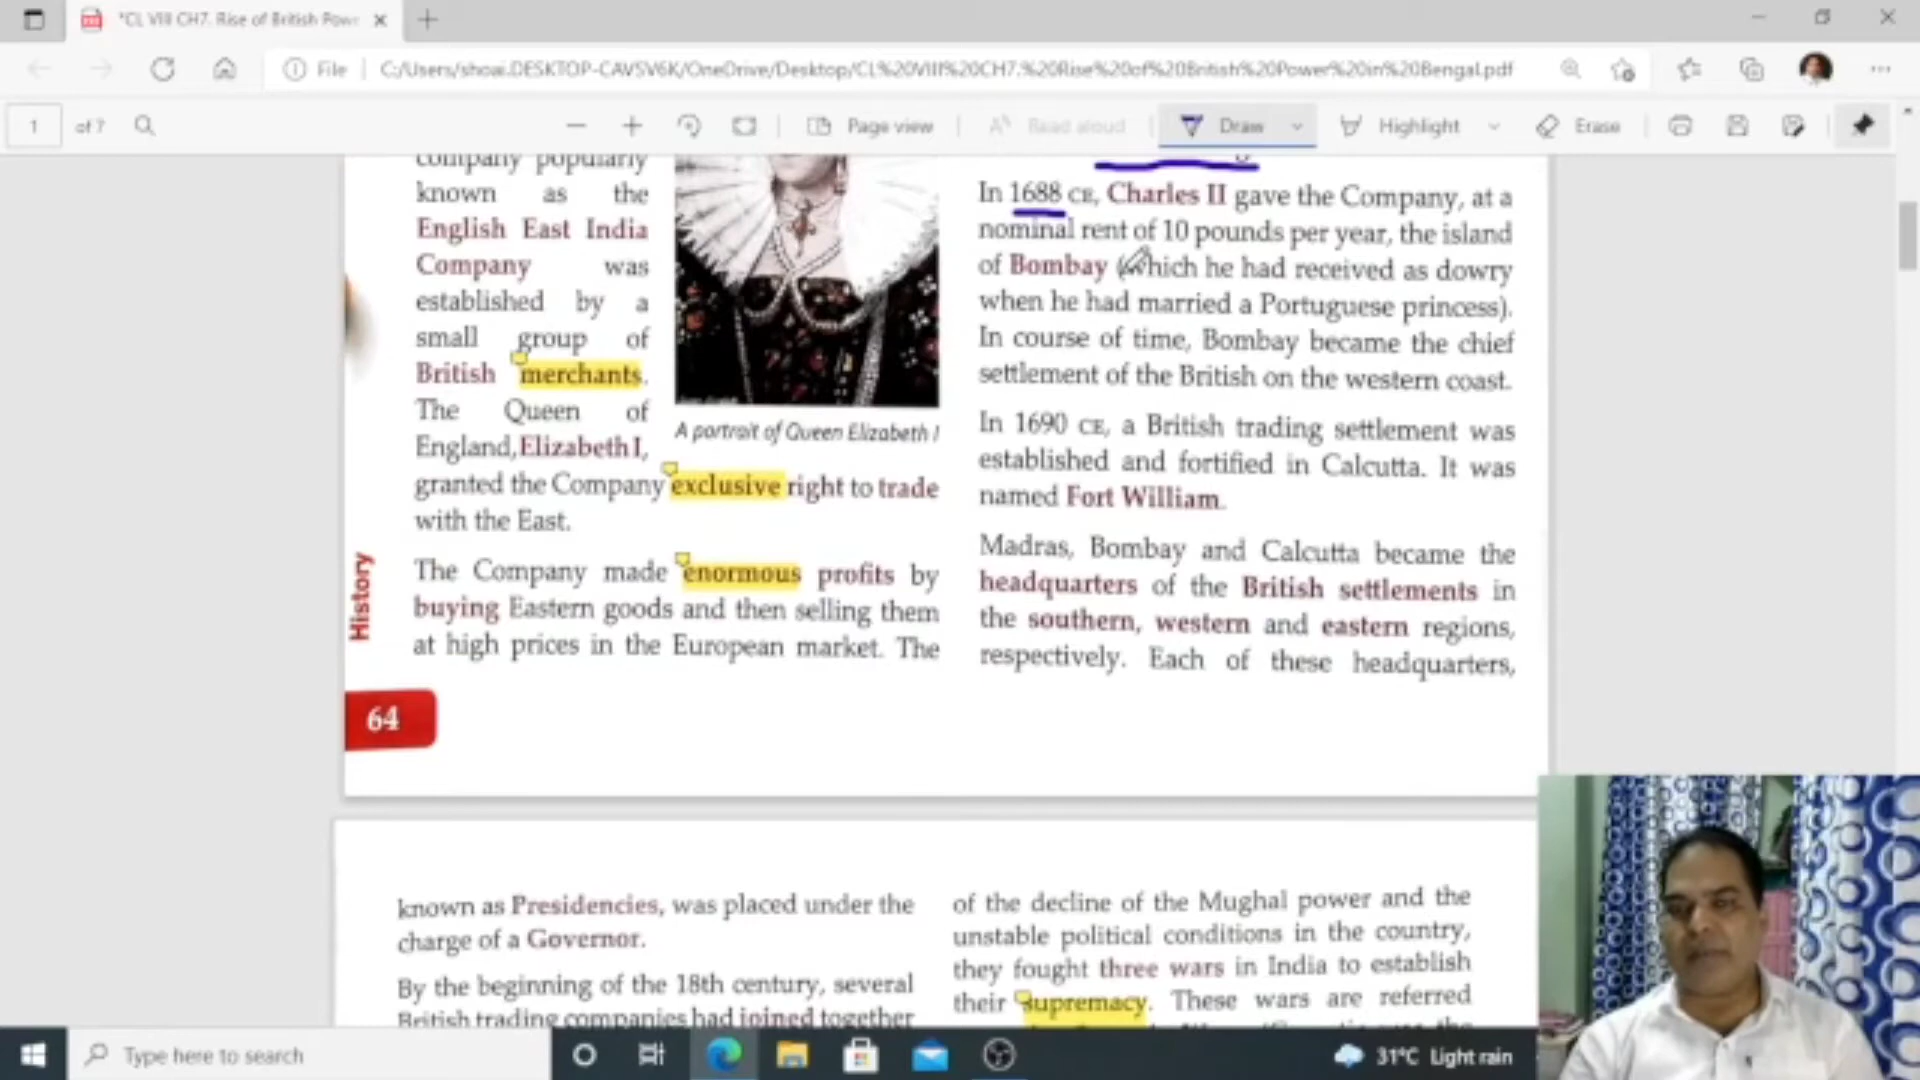 *CL VIII CH7. Rise of British Powe
File
C:/Users/shoai.DESKTOP-CAVSV6K/OneDrive/Desktop/CL%20VIII%20CH7.%20Rise%20of%20British%20Power%20in%20Bengal.pdf
1 of 7
Page view
Read aloud
Draw
Highlight
Erase
company popularly
known as the
English East India
Company was
established by a
small group of
British merchants.
The Queen of
England, Elizabeth I,
granted the Company exclusive right to trade
with the East.
A portrait of Queen Elizabeth I
The Company made enormous profits by
buying Eastern goods and then selling them
at high prices in the European market. The
History
64
In 1688 CE, Charles II gave the Company, at a
nominal rent of 10 pounds per year, the island
of Bombay (which he had received as dowry
when he had married a Portuguese princess).
In course of time, Bombay became the chief
settlement of the British on the western coast.
In 1690 CE, a British trading settlement was
established and fortified in Calcutta. It was
named Fort William.
Madras, Bombay and Calcutta became the
headquarters of the British settlements in
the southern, western and eastern regions,
respectively. Each of these headquarters,
known as Presidencies, was placed under the
charge of a Governor.
By the beginning of the 18th century, several
British trading companies had joined together
of the decline of the Mughal power and the
unstable political conditions in the country,
they fought three wars in India to establish
their supremacy. These wars are referred
Type here to search
31°C Light rain